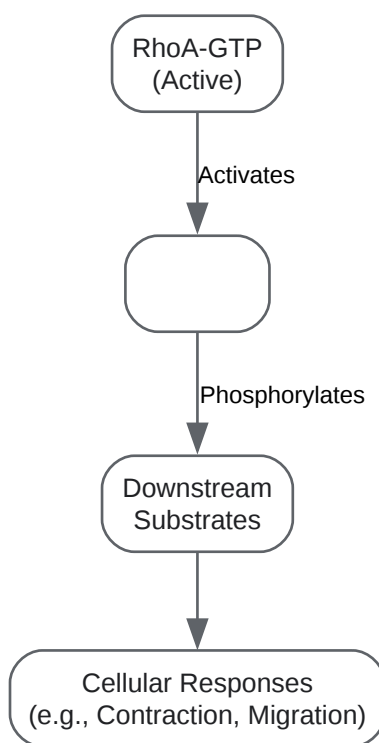 RhoA-GTP
(Active)
Activates
Phosphorylates
Downstream
Substrates
Cellular Responses
(e.g., Contraction, Migration)